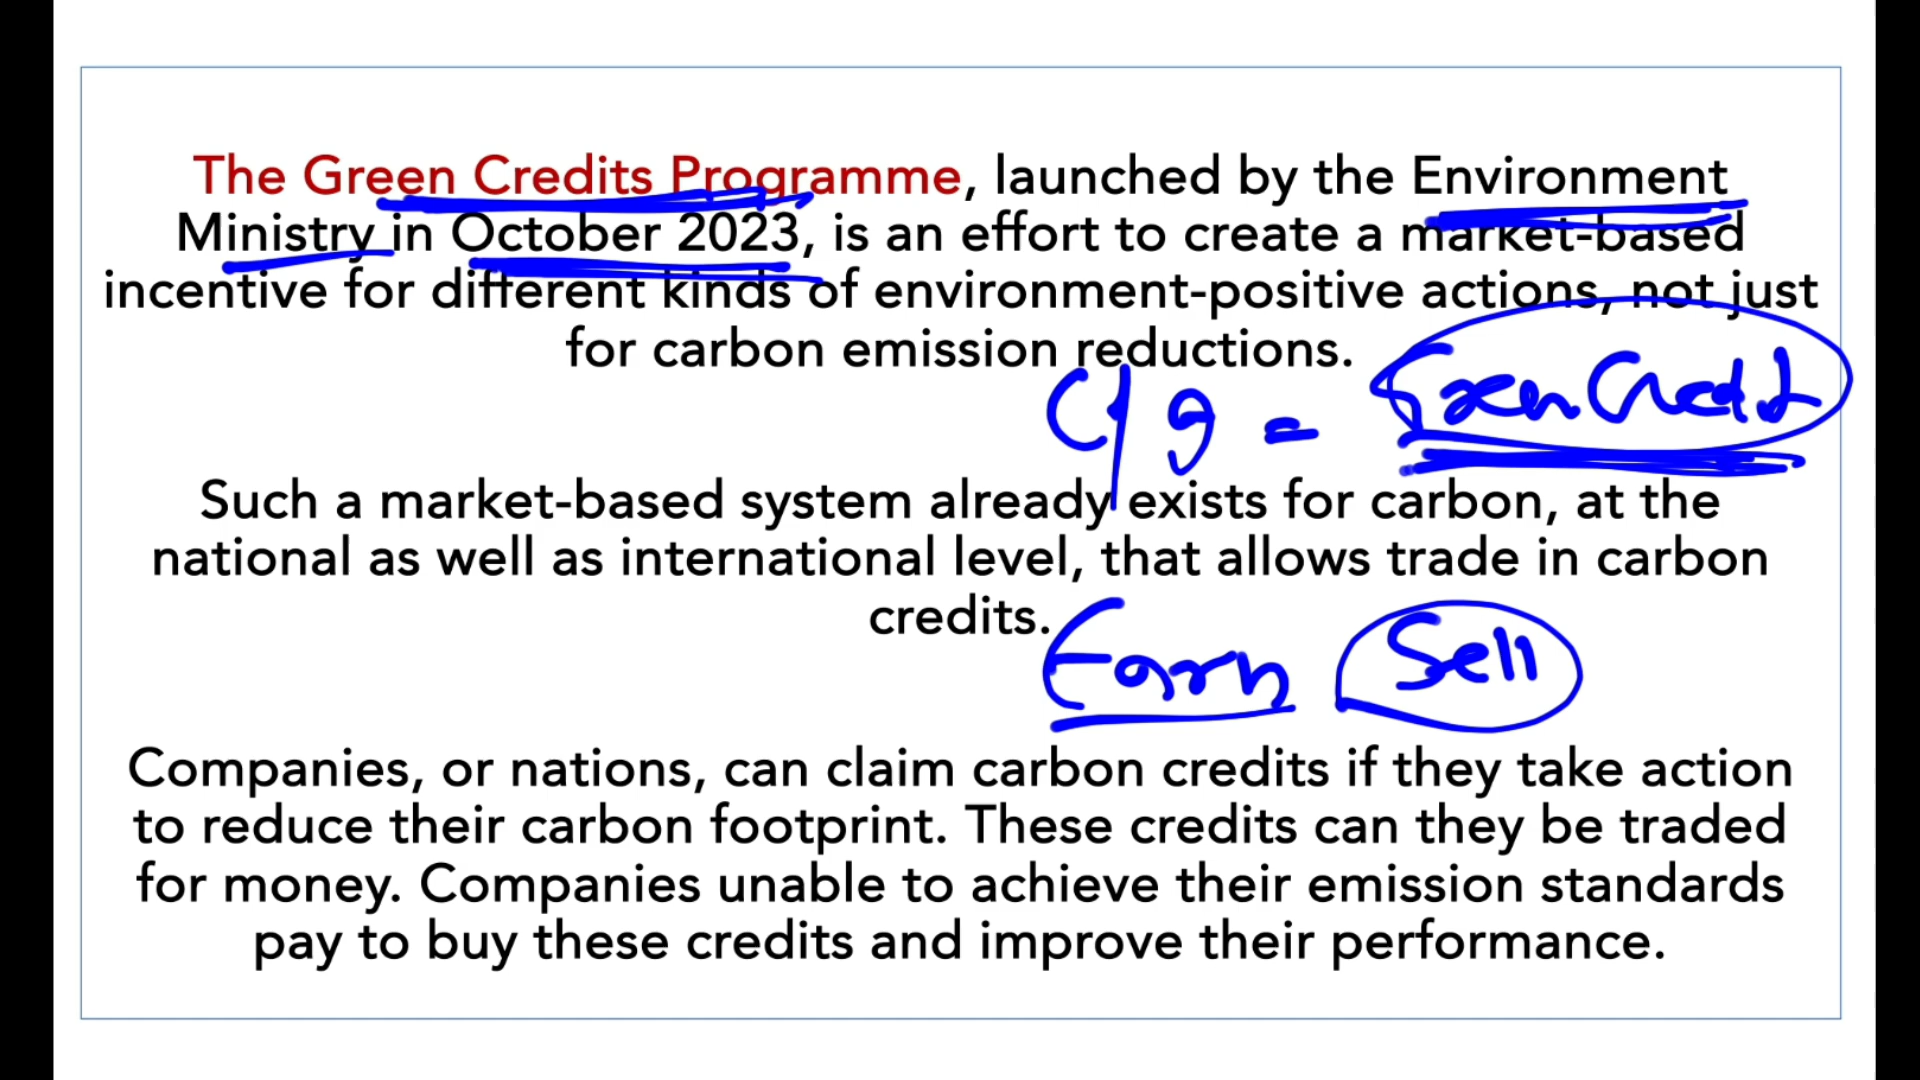 The Green Credits Programme, launched by the Environment
Ministry in October 2023, is an effort to create a market-based
incentive for different kinds of environment-positive actions, not just
for carbon emission reductions.
C/g = Green Credit
Such a market-based system already exists for carbon, at the
national as well as international level, that allows trade in carbon
credits.
Earn Sell
Companies, or nations, can claim carbon credits if they take action
to reduce their carbon footprint. These credits can they be traded
for money. Companies unable to achieve their emission standards
pay to buy these credits and improve their performance.